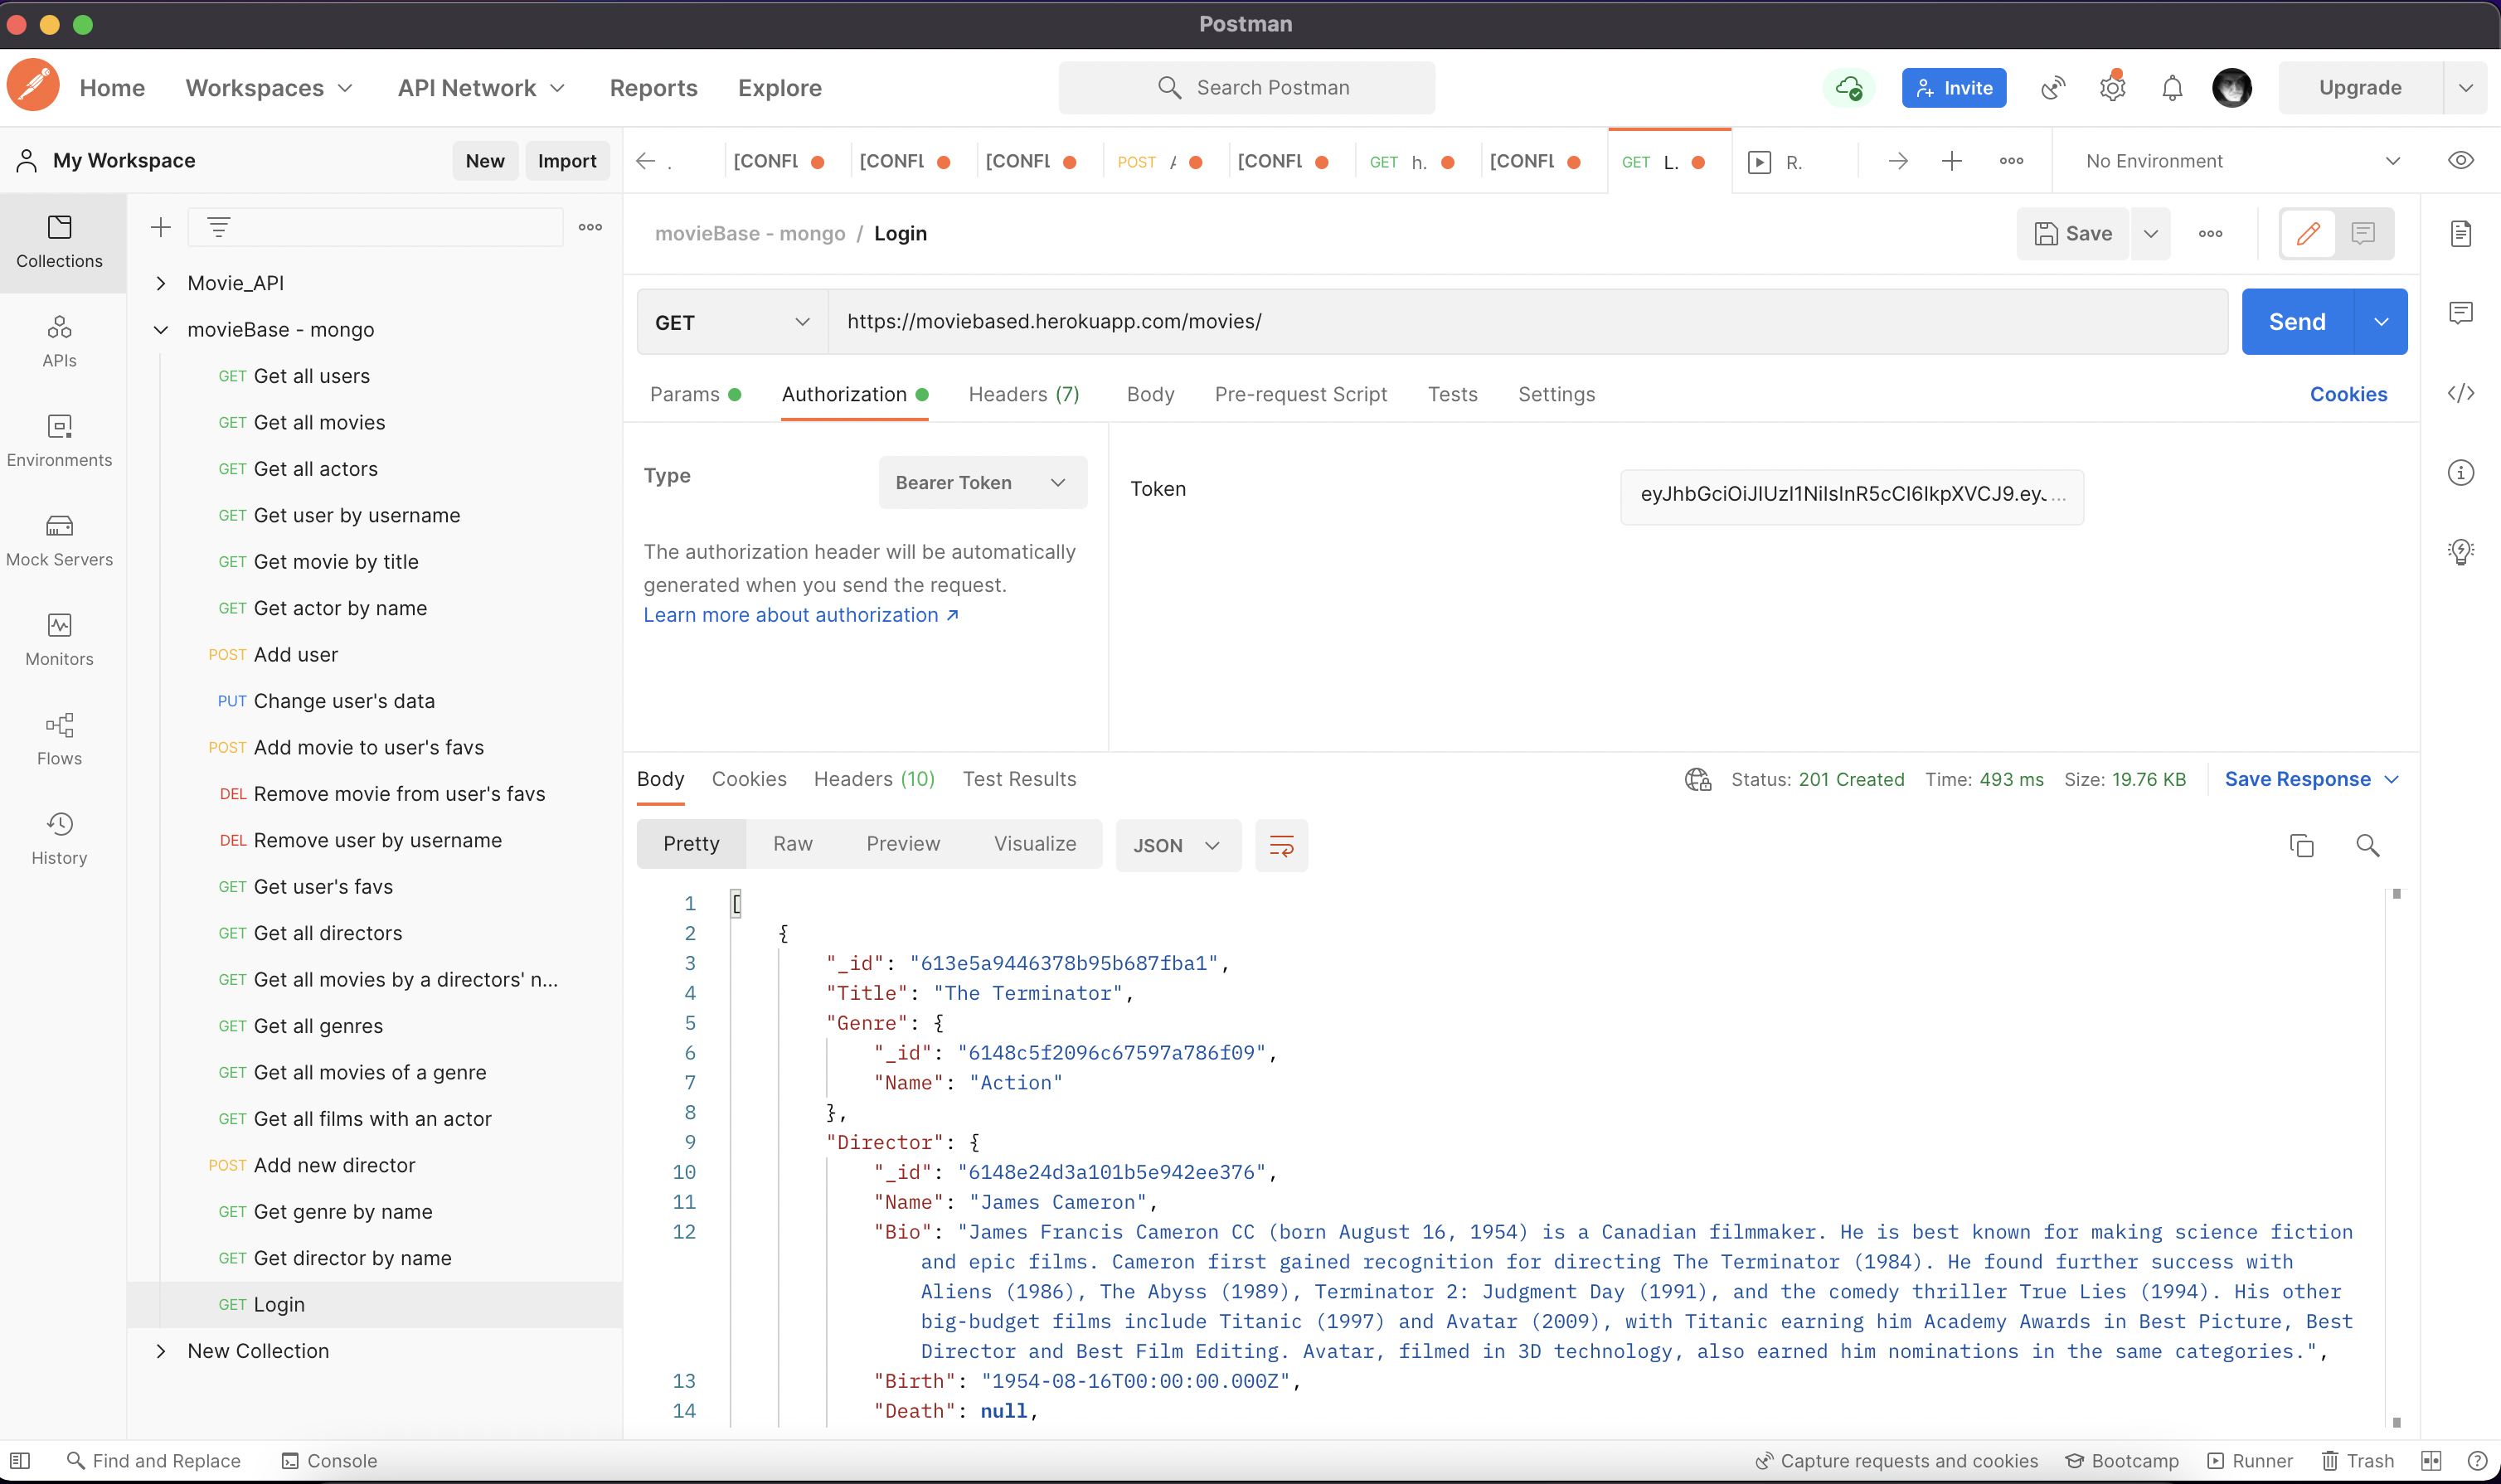 Postman
Home Workspaces API Network Reports Explore Search Postman Invite Upgrade
My Workspace New Import . [CONFL [CONFL [CONFL POST [CONFL GET h. [CONFL GET L. R. No Environment
Collections
APIs
Environments
Mock Servers
Monitors
Flows
History
Movie_API
movieBase - mongo
GET Get all users
GET Get all movies
GET Get all actors
GET Get user by username
GET Get movie by title
GET Get actor by name
POST Add user
PUT Change user's data
POST Add movie to user's favs
DEL Remove movie from user's favs
DEL Remove user by username
GET Get user's favs
GET Get all directors
GET Get all movies by a directors' n...
GET Get all genres
GET Get all movies of a genre
GET Get all films with an actor
POST Add new director
GET Get genre by name
GET Get director by name
GET Login
New Collection
movieBase - mongo / Login Save
GET https://moviebased.herokuapp.com/movies/ Send
Params Authorization Headers (7) Body Pre-request Script Tests Settings Cookies
Type Bearer Token
The authorization header will be automatically
generated when you send the request.
Learn more about authorization ↗
Token eyJhbGciOiJIUzI1NiIsInR5cCI6IkpXVCJ9.eyJ...
Body Cookies Headers (10) Test Results Status: 201 Created Time: 493 ms Size: 19.76 KB Save Response
Pretty Raw Preview Visualize JSON
1 [
2 {
3 "_id": "613e5a9446378b95b687fba1",
4 "Title": "The Terminator",
5 "Genre": {
6 "_id": "6148c5f2096c67597a786f09",
7 "Name": "Action"
8 },
9 "Director": {
10 "_id": "6148e24d3a101b5e942ee376",
11 "Name": "James Cameron",
12 "Bio": "James Francis Cameron CC (born August 16, 1954) is a Canadian filmmaker. He is best known for making science fiction
and epic films. Cameron first gained recognition for directing The Terminator (1984). He found further success with
Aliens (1986), The Abyss (1989), Terminator 2: Judgment Day (1991), and the comedy thriller True Lies (1994). His other
big-budget films include Titanic (1997) and Avatar (2009), with Titanic earning him Academy Awards in Best Picture, Best
Director and Best Film Editing. Avatar, filmed in 3D technology, also earned him nominations in the same categories.",
13 "Birth": "1954-08-16T00:00:00.000Z",
14 "Death": null,
Find and Replace Console Capture requests and cookies Bootcamp Runner Trash